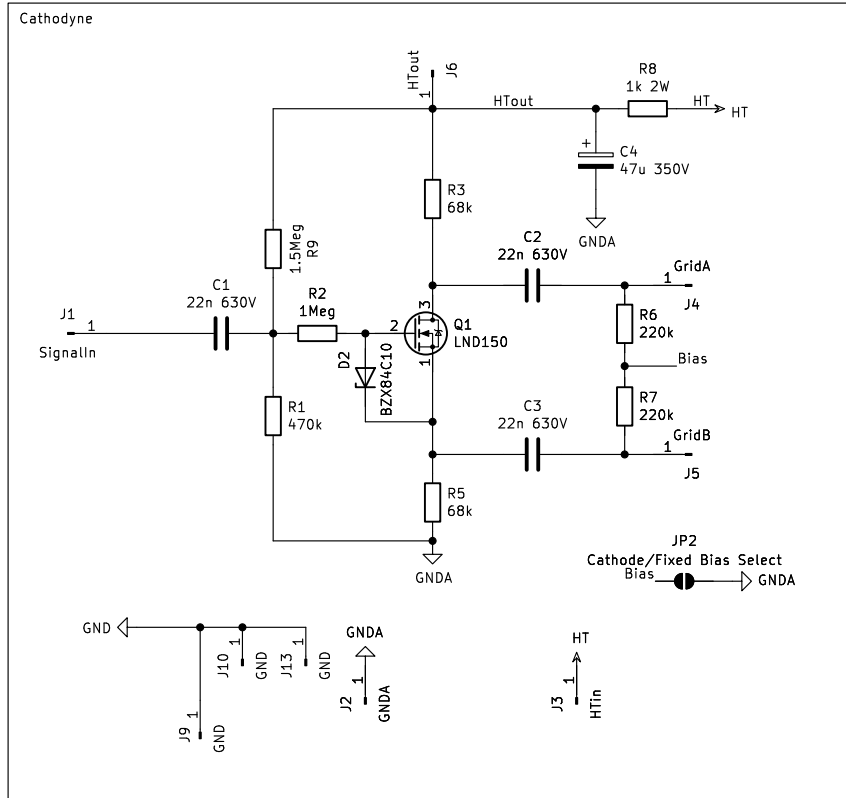 Cathodyne
HTout
1
J6
HTout
R8
1k 2W
HT
HT
+
C4
47u 350V
GNDA
R3
68k
1.5Meg
R9
C1
22n 630V
R2
1Meg
J1
1
SignalIn
C2
22n 630V
GridA
1
J4
3
2
Q1
LND150
1
D2
BZX84C10
R6
220k
Bias
R7
220k
R1
470k
C3
22n 630V
GridB
1
J5
R5
68k
GNDA
JP2
Cathode/Fixed Bias Select
Bias
GNDA
GND
1
J10
GND
1
J13
GND
1
J9
GND
GNDA
1
J2
GNDA
HT
1
J3
HTin